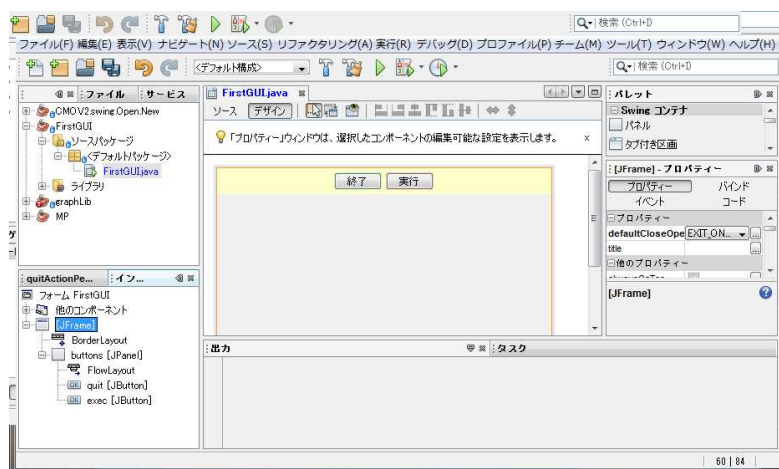 検索 (Ctrl+I)
ファイル(F) 編集(E) 表示(V) ナビゲート(N) ソース(S) リファクタリング(A) 実行(R) デバッグ(D) プロファイル(P) チーム(M) ツール(T) ウィンドウ(W) ヘルプ(H)
<デフォルト構成>
検索 (Ctrl+I)
ファイル
サービス
CMOV2.swing.Open.New
FirstGUI
ソースパッケージ
<デフォルトパッケージ>
FirstGUI.java
ライブラリ
graphLib
MP
FirstGUI.java
ソース
デザイン
「プロパティー」ウィンドウは、選択したコンポーネントの編集可能な設定を表示します。
x
終了
実行
パレット
Swing コンテナ
パネル
タブ付き区画
[JFrame] - プロパティー
プロパティー
バインド
イベント
コード
プロパティー
defaultCloseOpe
EXIT_ON...
title
他のプロパティー
[JFrame]
quitActionPe...
イン...
フォーム FirstGUI
他のコンポーネント
[JFrame]
BorderLayout
buttons [JPanel]
FlowLayout
quit [JButton]
exec [JButton]
出力
タスク
60 | 84